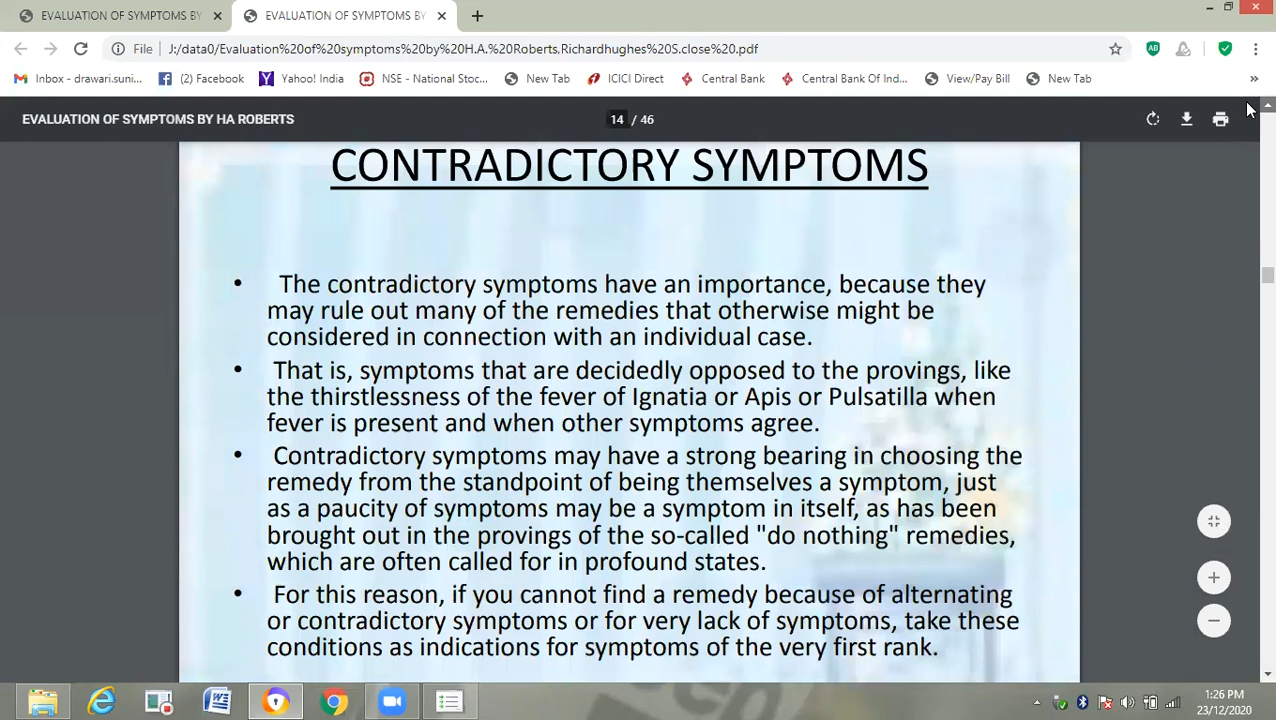 EVALUATION OF SYMPTOMS BY
EVALUATION OF SYMPTOMS BY
File J:/data0/Evaluation%20of%20symptoms%20by%20H.A.%20Roberts.Richardhughes%20S.close%20.pdf
AB
Inbox - drawari.suni... (2) Facebook Yahoo! India NSE - National Stoc... New Tab ICICI Direct Central Bank Central Bank Of Ind... View/Pay Bill New Tab
EVALUATION OF SYMPTOMS BY HA ROBERTS 14 / 46
CONTRADICTORY SYMPTOMS
• The contradictory symptoms have an importance, because they
may rule out many of the remedies that otherwise might be
considered in connection with an individual case.
• That is, symptoms that are decidedly opposed to the provings, like
the thirstlessness of the fever of Ignatia or Apis or Pulsatilla when
fever is present and when other symptoms agree.
• Contradictory symptoms may have a strong bearing in choosing the
remedy from the standpoint of being themselves a symptom, just
as a paucity of symptoms may be a symptom in itself, as has been
brought out in the provings of the so-called "do nothing" remedies,
which are often called for in profound states.
• For this reason, if you cannot find a remedy because of alternating
or contradictory symptoms or for very lack of symptoms, take these
conditions as indications for symptoms of the very first rank.
1:26 PM
23/12/2020